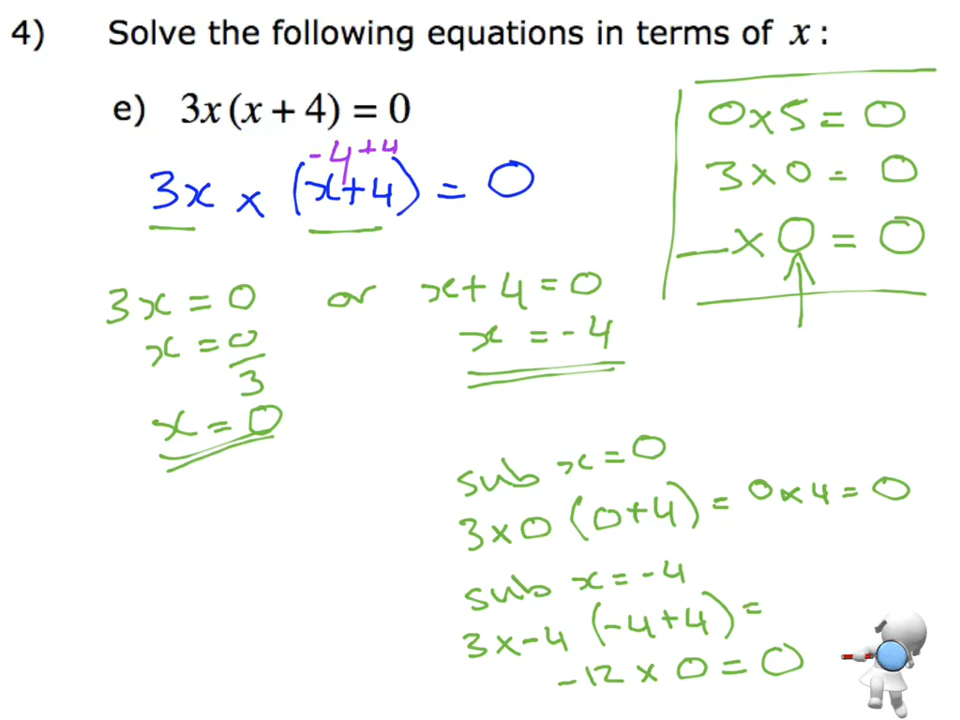 4) Solve the following equations in terms of x :
e) 3x(x + 4) = 0
-4 +4
3x × (x+4) = 0
0 × 5 = 0
3 × 0 = 0
_ × 0 = 0
3x = 0 or x + 4 = 0
x = 0/3
x = -4
x = 0
sub x = 0
3 × 0 (0+4) = 0 × 4 = 0
sub x = -4
3 × -4 (-4+4) =
-12 × 0 = 0